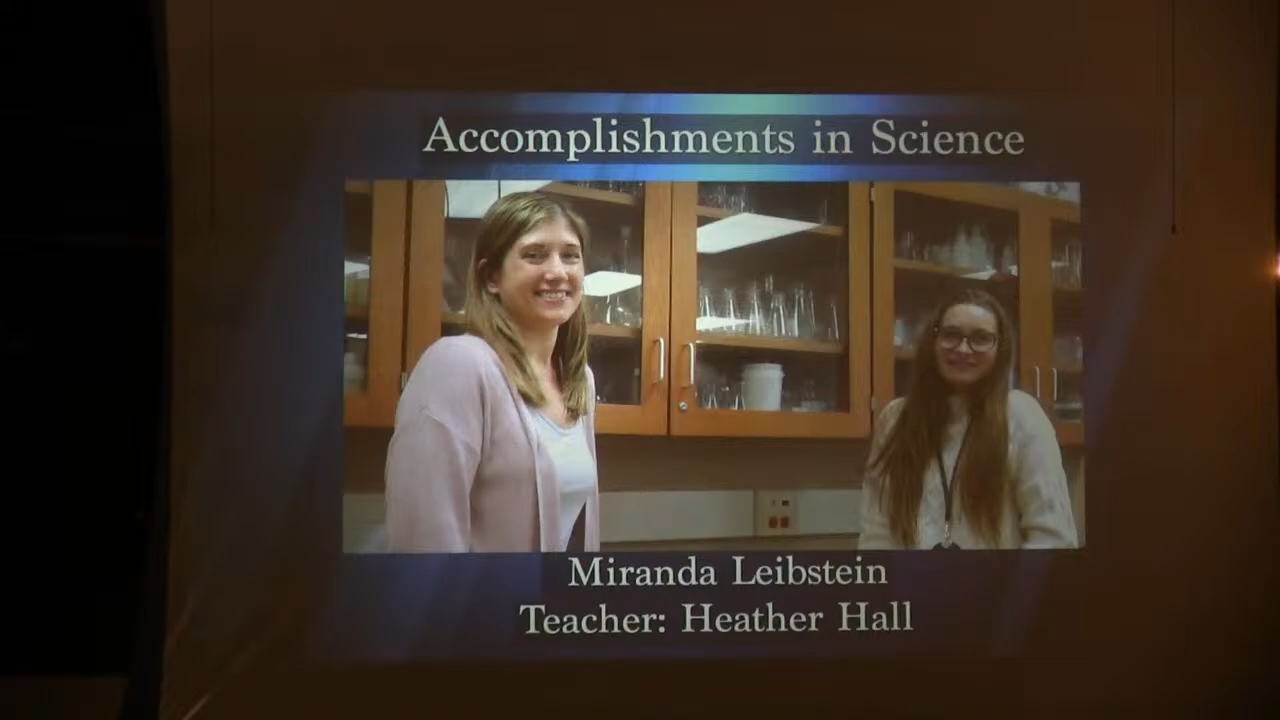 Accomplishments in Science
Miranda Leibstein
Teacher: Heather Hall